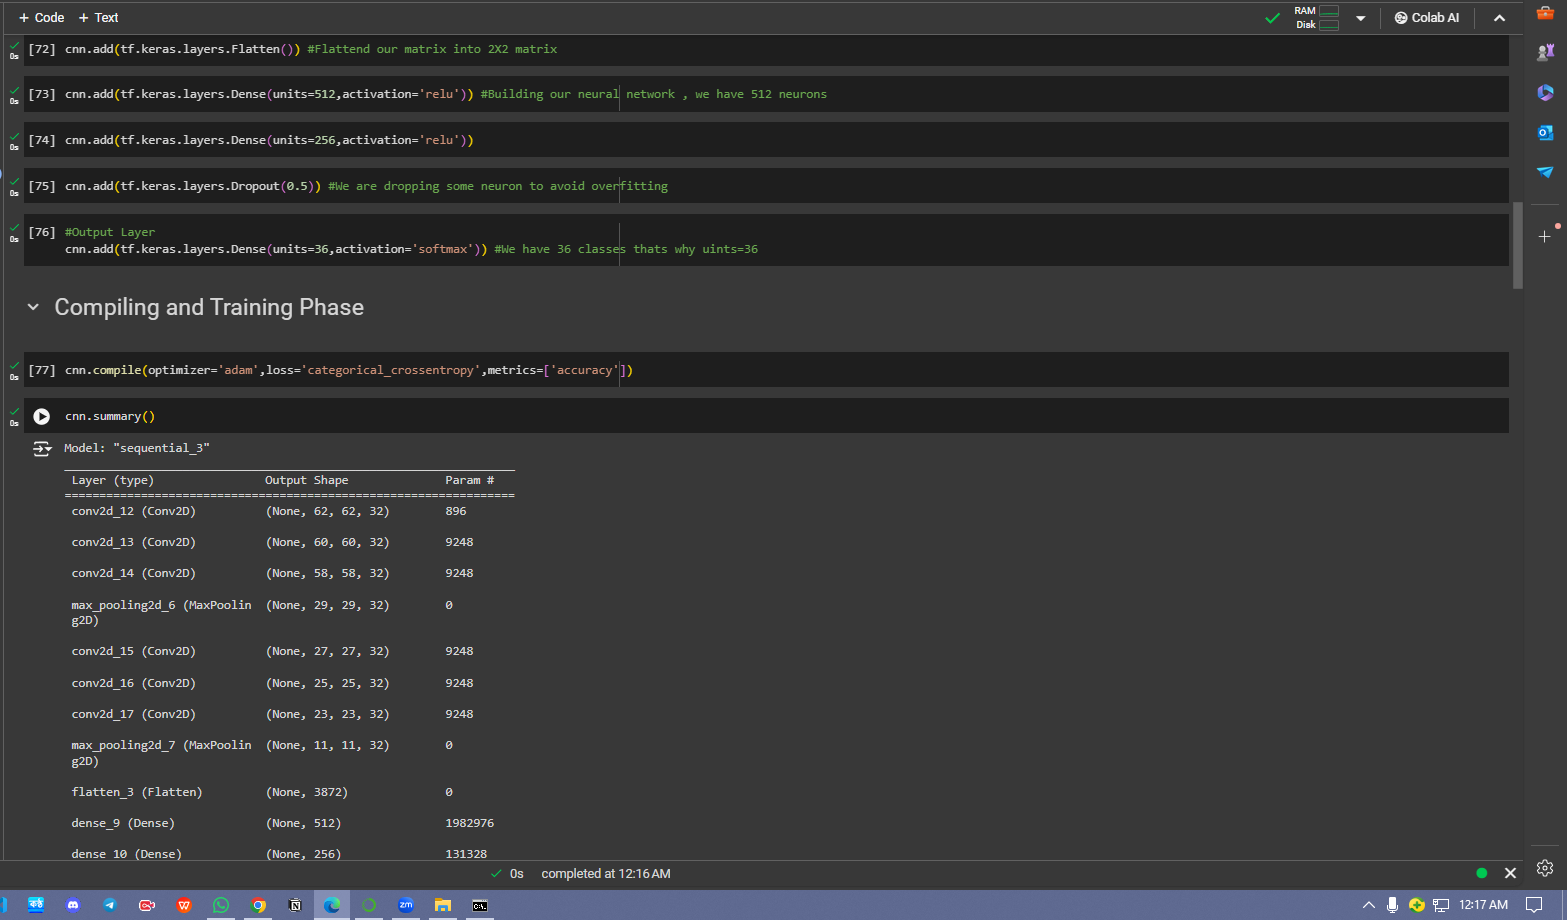 + Code + Text
RAM
Disk
Colab AI
0s [72] cnn.add(tf.keras.layers.Flatten()) #Flattend our matrix into 2X2 matrix
0s [73] cnn.add(tf.keras.layers.Dense(units=512,activation='relu')) #Building our neural network , we have 512 neurons
0s [74] cnn.add(tf.keras.layers.Dense(units=256,activation='relu'))
0s [75] cnn.add(tf.keras.layers.Dropout(0.5)) #We are dropping some neuron to avoid overfitting
0s [76] #Output Layer
cnn.add(tf.keras.layers.Dense(units=36,activation='softmax')) #We have 36 classes thats why uints=36
Compiling and Training Phase
0s [77] cnn.compile(optimizer='adam',loss='categorical_crossentropy',metrics=['accuracy'])
0s cnn.summary()
Model: "sequential_3"
Layer (type) Output Shape Param #
=================================================================
conv2d_12 (Conv2D) (None, 62, 62, 32) 896
conv2d_13 (Conv2D) (None, 60, 60, 32) 9248
conv2d_14 (Conv2D) (None, 58, 58, 32) 9248
max_pooling2d_6 (MaxPoolin (None, 29, 29, 32) 0
g2D)
conv2d_15 (Conv2D) (None, 27, 27, 32) 9248
conv2d_16 (Conv2D) (None, 25, 25, 32) 9248
conv2d_17 (Conv2D) (None, 23, 23, 32) 9248
max_pooling2d_7 (MaxPoolin (None, 11, 11, 32) 0
g2D)
flatten_3 (Flatten) (None, 3872) 0
dense_9 (Dense) (None, 512) 1982976
dense_10 (Dense) (None, 256) 131328
0s completed at 12:16 AM
zm
12:17 AM